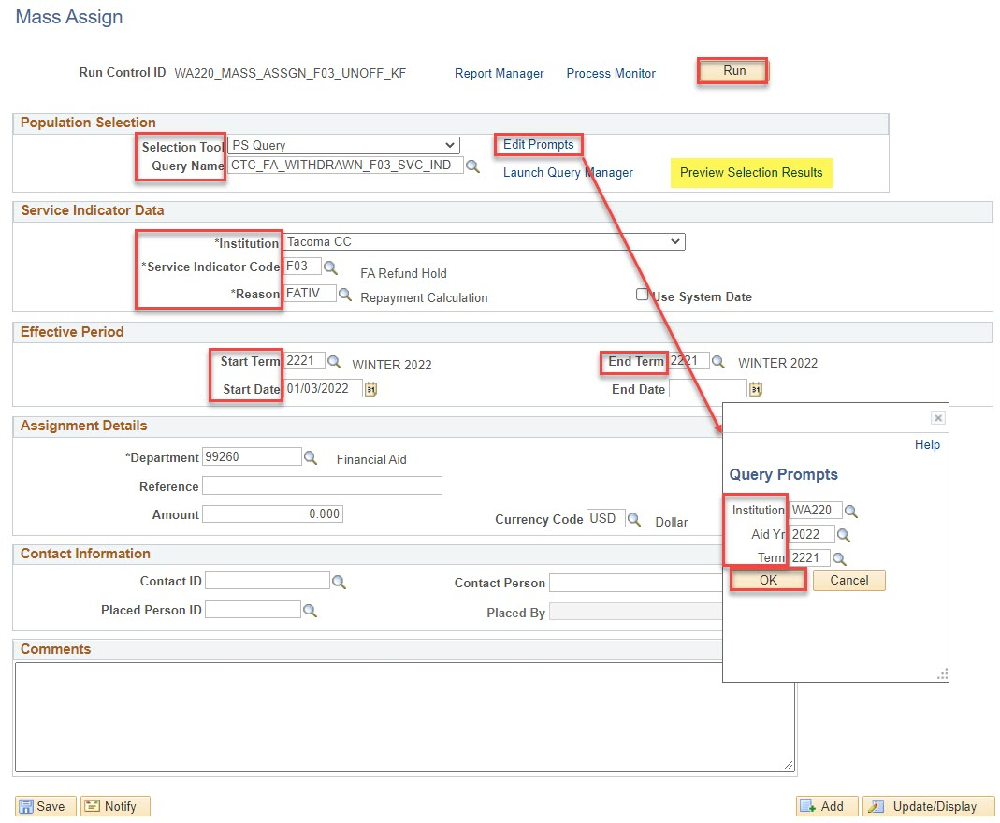 Mass Assign
Run Control ID WA220_MASS_ASSGN_F03_UNOFF_KF Report Manager Process Monitor Run
Population Selection
Selection Tool PS Query Edit Prompts
Query Name CTC_FA_WITHDRAWN_F03_SVC_IND Launch Query Manager Preview Selection Results
Service Indicator Data
*Institution Tacoma CC
*Service Indicator Code F03 FA Refund Hold
*Reason FATIV Repayment Calculation Use System Date
Effective Period
Start Term 2221 WINTER 2022 End Term 2221 WINTER 2022
Start Date 01/03/2022 31 End Date 31
Assignment Details
*Department 99260 Financial Aid
Reference
Amount 0.000 Currency Code USD Dollar
Contact Information
Contact ID Contact Person
Placed Person ID Placed By
Comments
Help
Query Prompts
Institution WA220
Aid Yr 2022
Term 2221
OK Cancel
Save Notify Add Update/Display